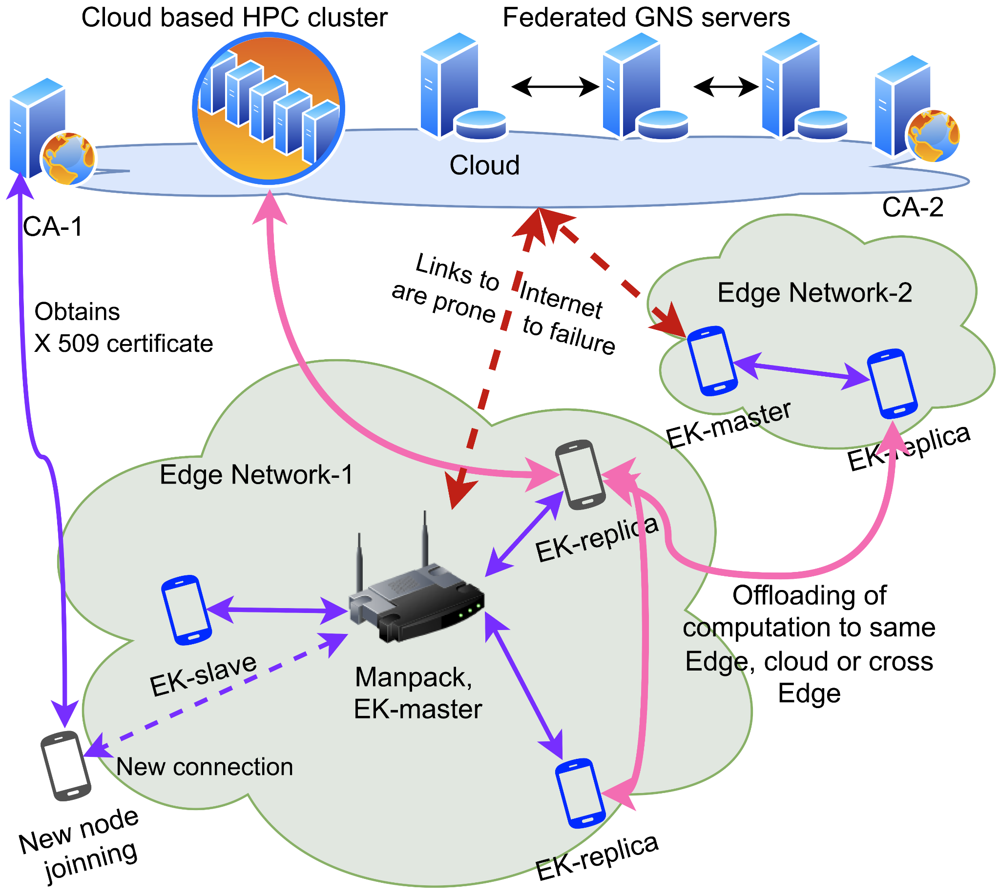 Cloud based HPC cluster
Federated GNS servers
Cloud
CA-1
CA-2
Links to Internet
are prone to failure
Edge Network-2
Obtains
X 509 certificate
EK-master
EK-replica
Edge Network-1
EK-replica
Offloading of
computation to same
Edge, cloud or cross
Edge
EK-slave
Manpack,
EK-master
New connection
New node
joinning
EK-replica